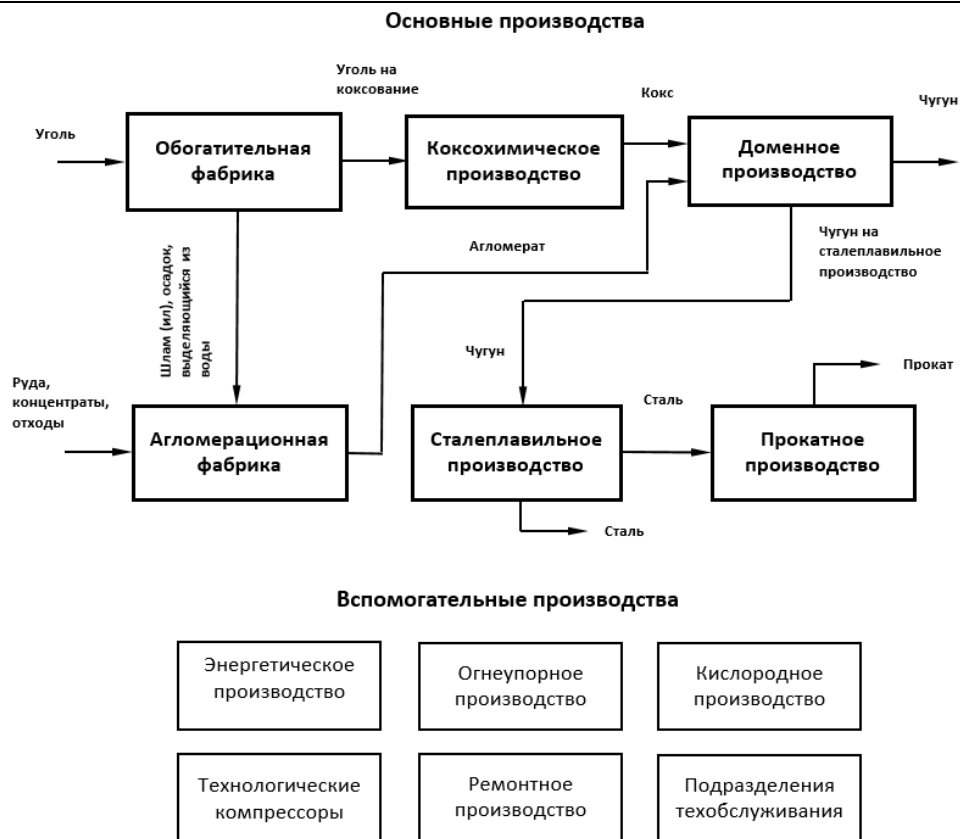 Основные производства
Уголь на
коксование
Кокс
Чугун
Уголь
Обогатительная
фабрика
Коксохимическое
производство
Доменное
производство
Шлам (ил), осадок,
выделяющийся из
воды
Агломерат
Чугун на
сталеплавильное
производство
Чугун
Прокат
Руда,
концентраты,
отходы
Сталь
Агломерационная
фабрика
Сталеплавильное
производство
Прокатное
производство
Сталь
Вспомогательные производства
Энергетическое
производство
Огнеупорное
производство
Кислородное
производство
Технологические
компрессоры
Ремонтное
производство
Подразделения
техобслуживания